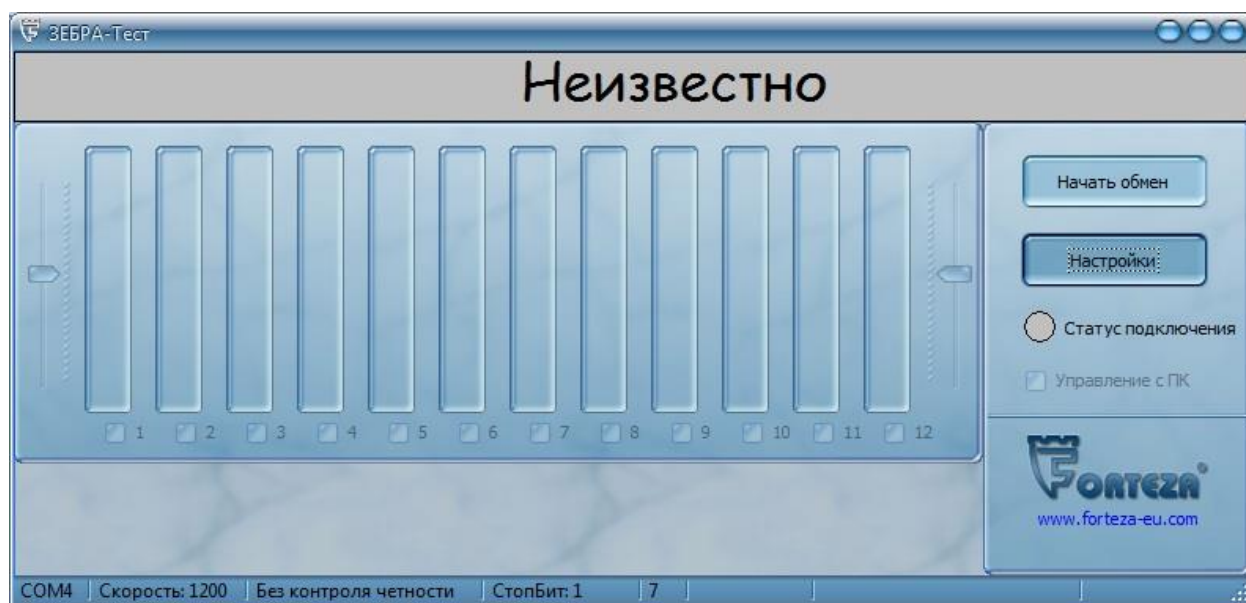 ЗЕБРА-Тест
Неизвестно
Начать обмен
Настройки
Статус подключения
Управление с ПК
1 2 3 4 5 6 7 8 9 10 11 12
FORTEZA®
www.forteza-eu.com
COM4 Скорость: 1200 Без контроля четности СтопБит: 1 7